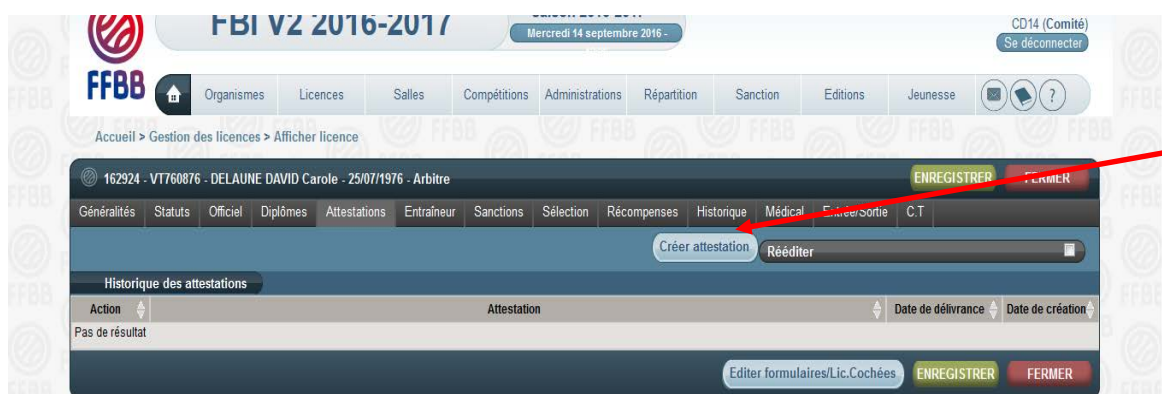 FBI V2 2016-2017
Mercredi 14 septembre 2016 -
CD14 (Comité)
Se déconnecter
FFBB
Organismes Licences Salles Compétitions Administrations Répartition Sanction Editions Jeunesse ?
Accueil > Gestion des licences > Afficher licence
162924 - VT760876 - DELAUNE DAVID Carole - 25/07/1976 - Arbitre ENREGISTRER FERMER
Généralités Statuts Officiel Diplômes Attestations Entraîneur Sanctions Sélection Récompenses Historique Médical Entrée/Sortie C.T
Créer attestation Rééditer
Historique des attestations
Action Attestation Date de délivrance Date de création
Pas de résultat
Editer formulaires/Lic.Cochées ENREGISTRER FERMER